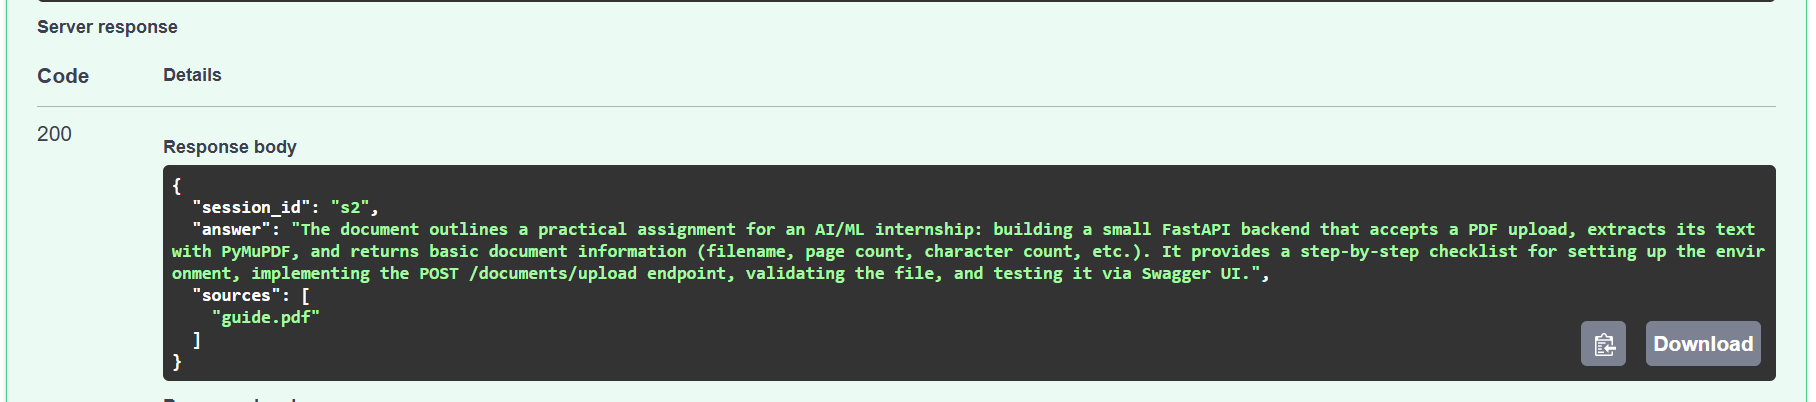 Server response
Code Details
200
Response body
{
  "session_id": "s2",
  "answer": "The document outlines a practical assignment for an AI/ML internship: building a small FastAPI backend that accepts a PDF upload, extracts its text
with PyMuPDF, and returns basic document information (filename, page count, character count, etc.). It provides a step-by-step checklist for setting up the envir
onment, implementing the POST /documents/upload endpoint, validating the file, and testing it via Swagger UI.",
  "sources": [
    "guide.pdf"
  ]
}
Download